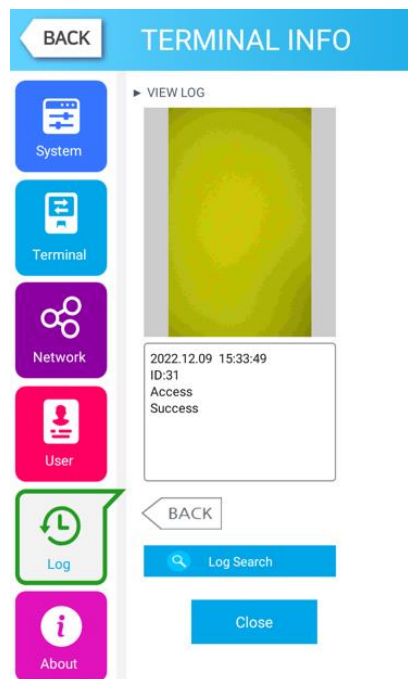 BACK
TERMINAL INFO
► VIEW LOG
System
Terminal
Network
User
Log
About
2022.12.09 15:33:49
ID:31
Access
Success
BACK
Log Search
Close